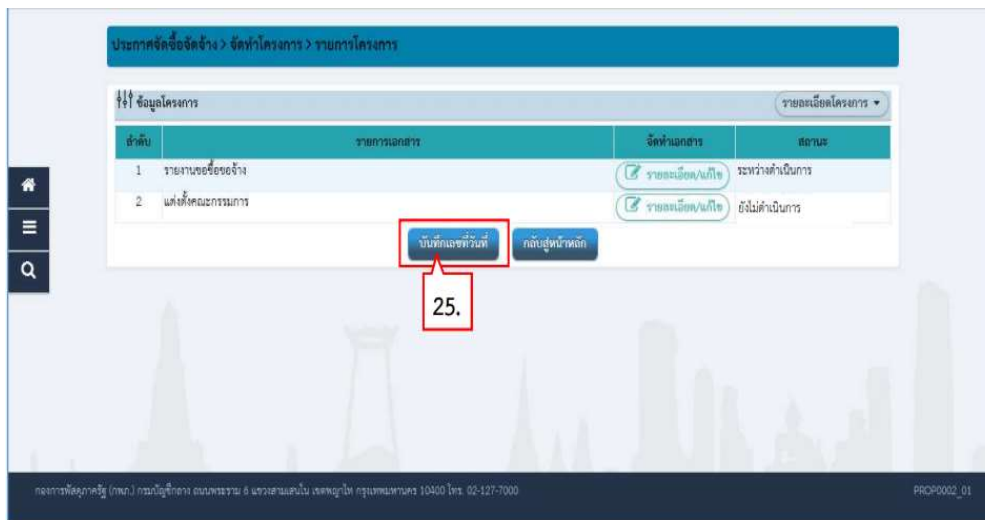 ประกาศจัดซื้อจัดจ้าง > จัดทำโครงการ > รายการโครงการ
ข้อมูลโครงการ
รายละเอียดโครงการ
ลำดับ รายการเอกสาร จัดทำเอกสาร สถานะ
1 รายงานขอซื้อขอจ้าง รายละเอียด/แก้ไข ระหว่างดำเนินการ
2 แต่งตั้งคณะกรรมการ รายละเอียด/แก้ไข ยังไม่ดำเนินการ
บันทึกเลขที่วันที่ กลับสู่หน้าหลัก
25.
กองการพัสดุภาครัฐ (กพภ.) กรมบัญชีกลาง ถนนพระราม 6 แขวงสามเสนใน เขตพญาไท กรุงเทพมหานคร 10400 โทร. 02-127-7000 PROP0002_01